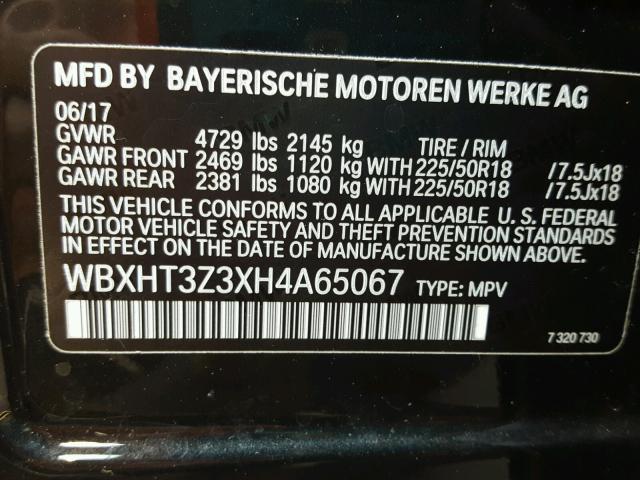 MFD BY BAYERISCHE MOTOREN WERKE AG
06/17
GVWR 4729 lbs 2145 kg TIRE / RIM
GAWR FRONT 2469 lbs 1120 kg WITH 225/50R18 /7.5Jx18
GAWR REAR 2381 lbs 1080 kg WITH 225/50R18 /7.5Jx18
THIS VEHICLE CONFORMS TO ALL APPLICABLE U. S. FEDERAL
MOTOR VEHICLE SAFETY AND THEFT PREVENTION STANDARDS
IN EFFECT ON THE DATE OF MANUFACTURE SHOWN ABOVE.
WBXHT3Z3XH4A65067 TYPE: MPV
7 320 730